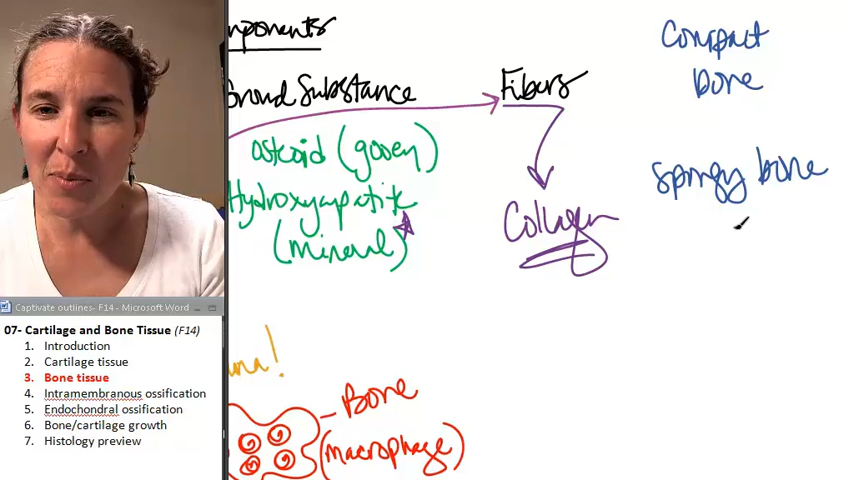 mponents
Ground Substance
Fibers
Compact
bone
osteoid (gooey)
Hydroxyapatite
(mineral)
Collagen
Spongy bone
ma!
Bone
(macrophage)
Captivate outlines- F14 - Microsoft Word
07- Cartilage and Bone Tissue (F14)
1. Introduction
2. Cartilage tissue
3. Bone tissue
4. Intramembranous ossification
5. Endochondral ossification
6. Bone/cartilage growth
7. Histology preview